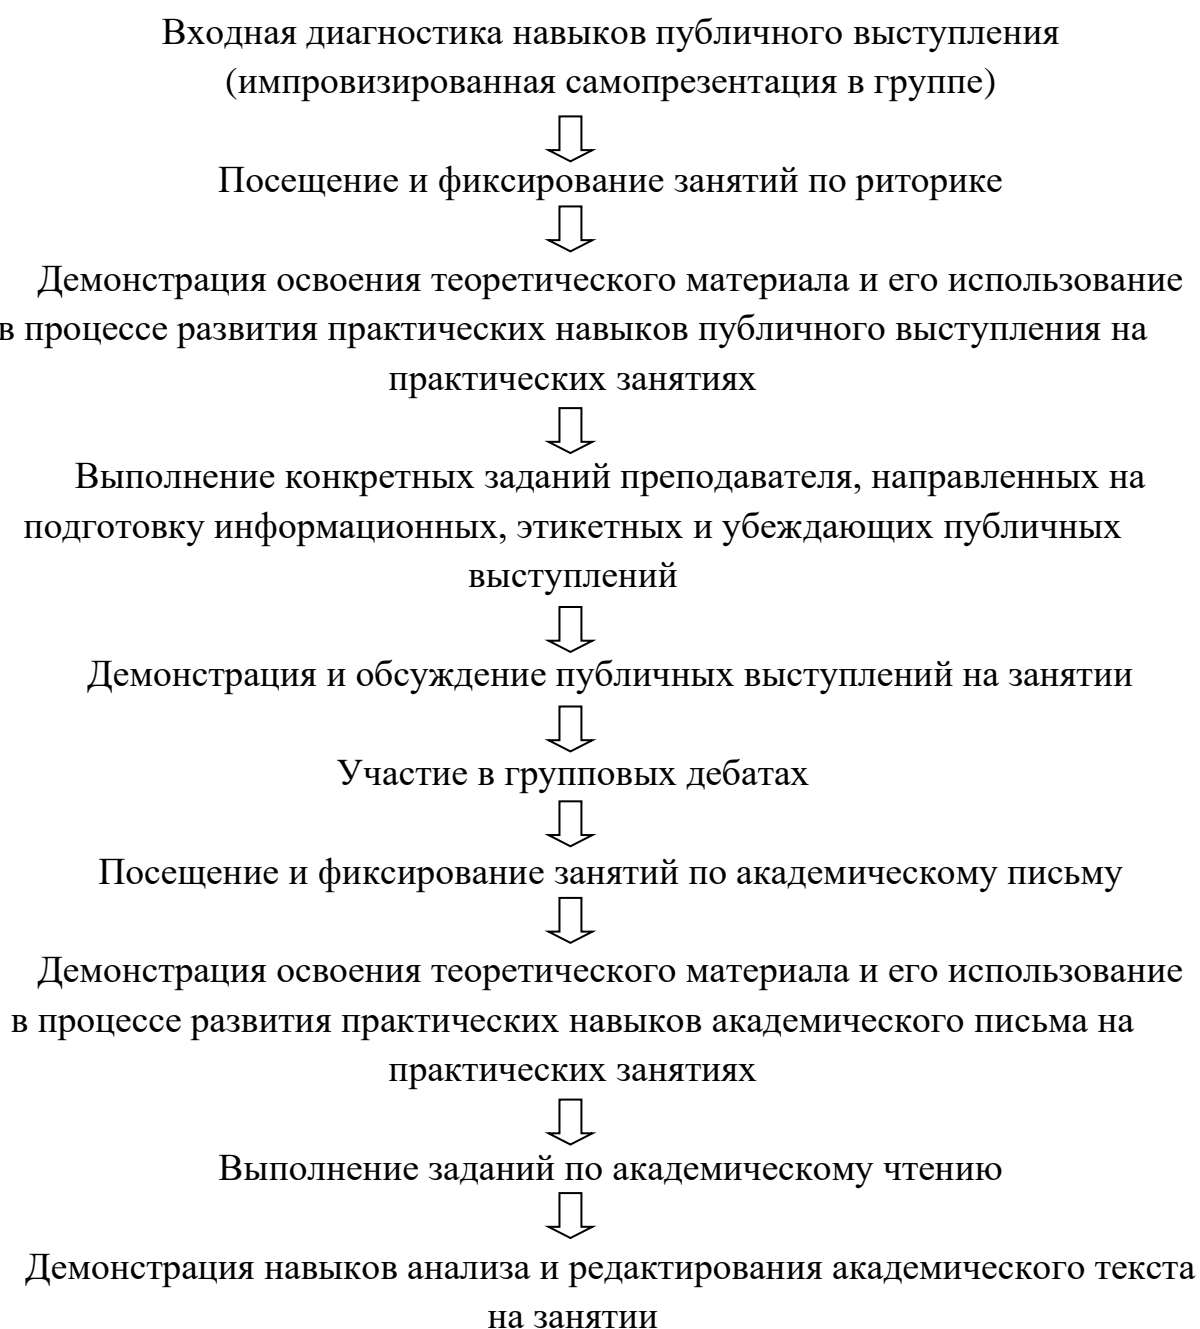 Входная диагностика навыков публичного выступления
(импровизированная самопрезентация в группе)
Посещение и фиксирование занятий по риторике
Демонстрация освоения теоретического материала и его использование
в процессе развития практических навыков публичного выступления на
практических занятиях
Выполнение конкретных заданий преподавателя, направленных на
подготовку информационных, этикетных и убеждающих публичных
выступлений
Демонстрация и обсуждение публичных выступлений на занятии
Участие в групповых дебатах
Посещение и фиксирование занятий по академическому письму
Демонстрация освоения теоретического материала и его использование
в процессе развития практических навыков академического письма на
практических занятиях
Выполнение заданий по академическому чтению
Демонстрация навыков анализа и редактирования академического текста
на занятии